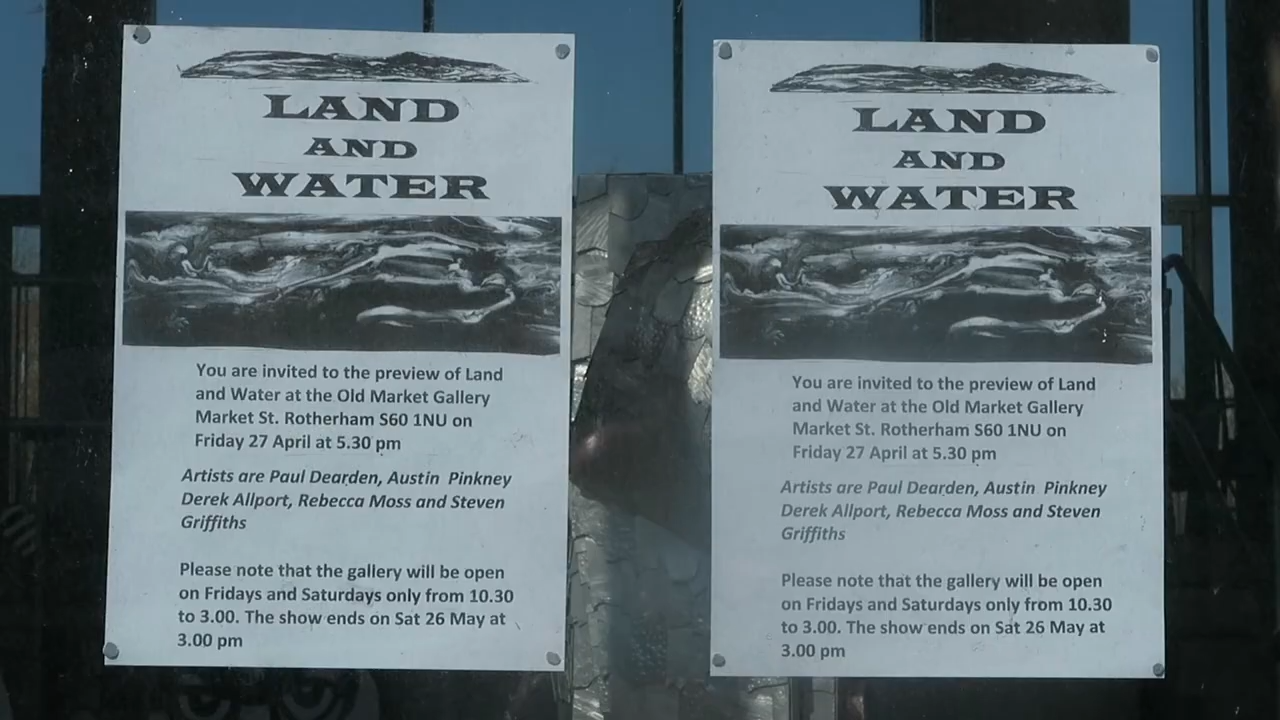 LAND
AND
WATER
You are invited to the preview of Land
and Water at the Old Market Gallery
Market St. Rotherham S60 1NU on
Friday 27 April at 5.30 pm
Artists are Paul Dearden, Austin  Pinkney
Derek Allport, Rebecca Moss and Steven
Griffiths
Please note that the gallery will be open
on Fridays and Saturdays only from 10.30
to 3.00. The show ends on Sat 26 May at
3.00 pm
LAND
AND
WATER
You are invited to the preview of Land
and Water at the Old Market Gallery
Market St. Rotherham S60 1NU on
Friday 27 April at 5.30 pm
Artists are Paul Dearden, Austin  Pinkney
Derek Allport, Rebecca Moss and Steven
Griffiths
Please note that the gallery will be open
on Fridays and Saturdays only from 10.30
to 3.00. The show ends on Sat 26 May at
3.00 pm